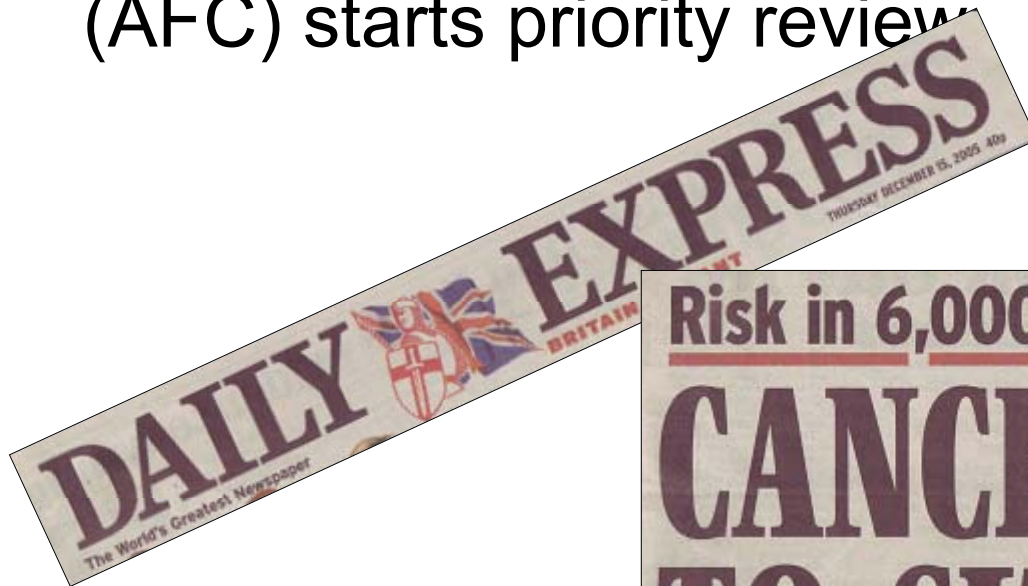 (AFC) starts priority review
DAILY EXPRESS
The World's Greatest Newspaper
THURSDAY DECEMBER 15, 2005 40p
BRITAIN
Risk in 6,000